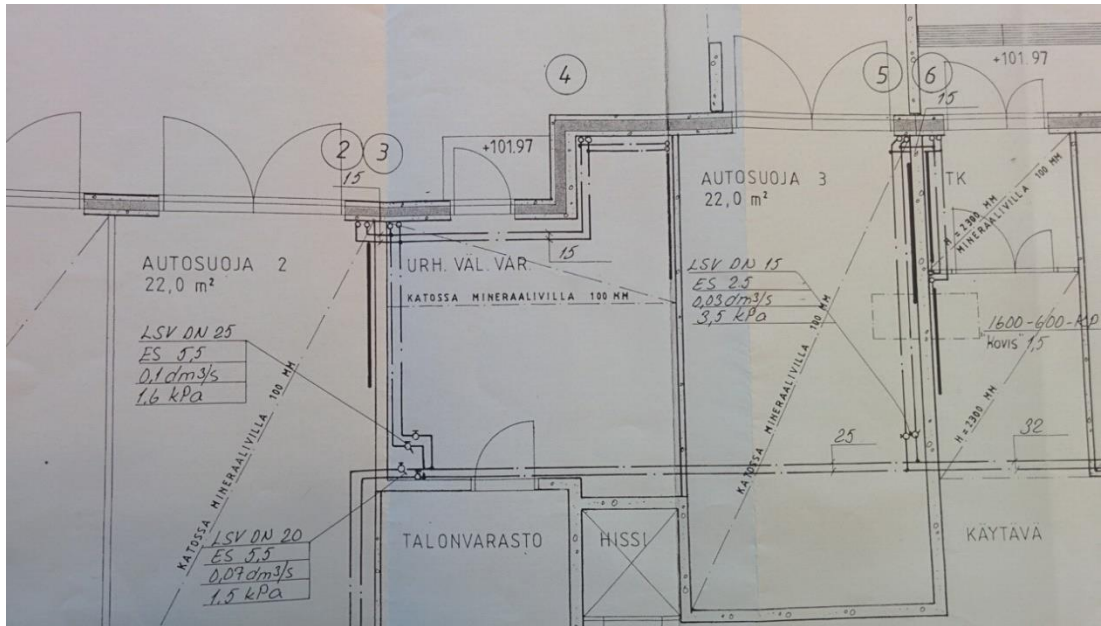 4
5
6
+101.97
15
2
3
+101.97
15
AUTOSUOJA 3
22,0 m²
TK
H = 2300 MM
MINERAALIVILLA 100 MM
AUTOSUOJA 2
22,0 m²
URH. VÄL. VAR.
15
KATOSSA MINERAALIVILLA 100 MM
LSV DN 15
ES 2.5
0,03 dm³/s
3,5 kPa
KATOSSA MINERAALIVILLA 100 MM
1600-600-KP
"Kovis" 1,5
LSV DN 25
ES 5,5
0,1 dm³/s
1.6 kPa
KATOSSA MINERAALIVILLA 100 MM
H = 2300 MM
25
32
LSV DN 20
ES 5,5
0,07 dm³/s
1.5 kPa
TALONVARASTO
HISSI
KÄYTÄVÄ